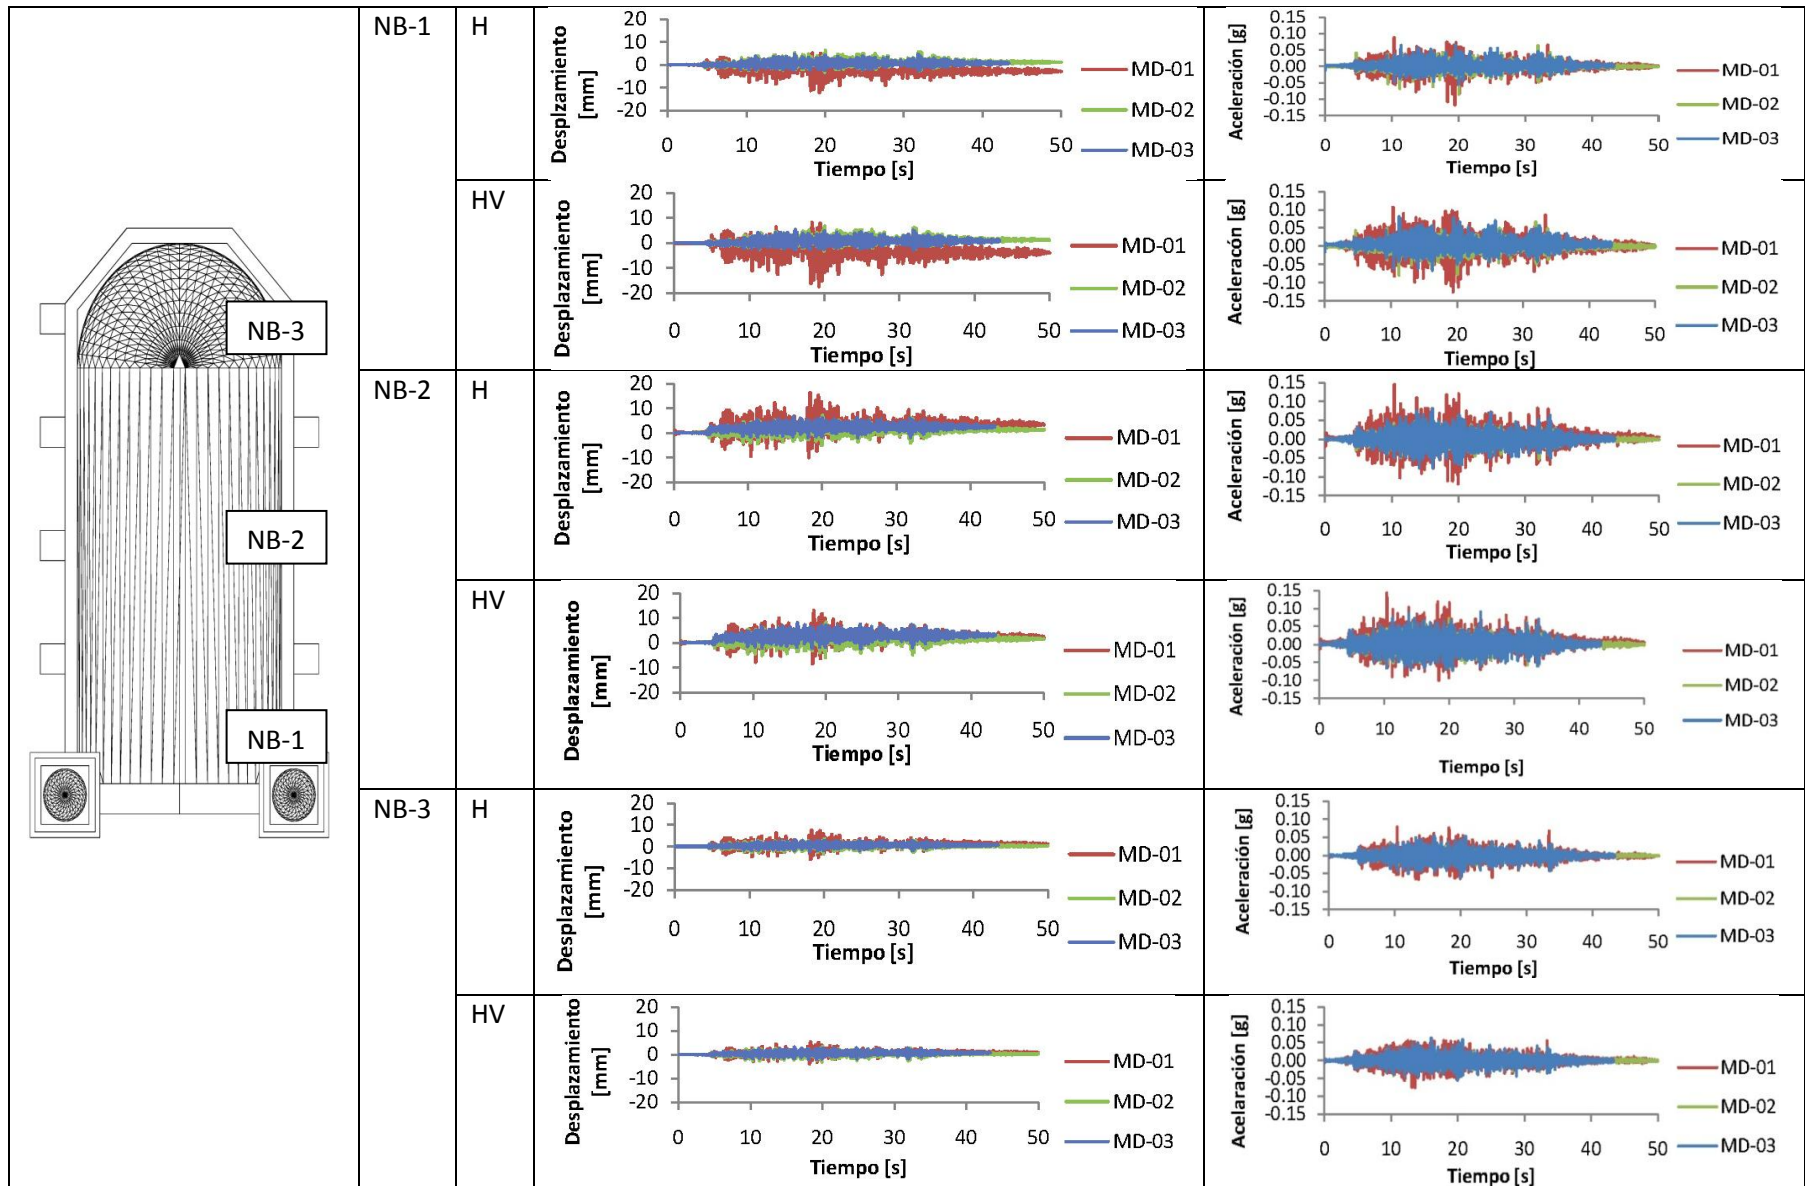 NB-3
NB-2
NB-1
NB-1
H
Desplzamiento
[mm]
20
10
0
-10
-20
0 10 20 30 40 50
Tiempo [s]
MD-01
MD-02
MD-03
Aceleración [g]
0.15
0.10
0.05
0.00
-0.05
-0.10
-0.15
0 10 20 30 40 50
Tiempo [s]
MD-01
MD-02
MD-03
HV
Desplazamiento
[mm]
20
10
0
-10
-20
0 10 20 30 40 50
Tiempo [s]
MD-01
MD-02
MD-03
Aceleracón [g]
0.15
0.10
0.05
0.00
-0.05
-0.10
-0.15
0 10 20 30 40 50
Tiempo [s]
MD-01
MD-02
MD-03
NB-2
H
Desplazamiento
[mm]
20
10
0
-10
-20
0 10 20 30 40 50
Tiempo [s]
MD-01
MD-02
MD-03
Aceleración [g]
0.15
0.10
0.05
0.00
-0.05
-0.10
-0.15
0 10 20 30 40 50
Tiempo [s]
MD-01
MD-02
MD-03
HV
Desplazamiento
[mm]
20
10
0
-10
-20
0 10 20 30 40 50
Tiempo [s]
MD-01
MD-02
MD-03
Aceleración [g]
0.15
0.10
0.05
0.00
-0.05
-0.10
-0.15
0 10 20 30 40 50
Tiempo [s]
MD-01
MD-02
MD-03
NB-3
H
Desplazamiento
[mm]
20
10
0
-10
-20
0 10 20 30 40 50
Tiempo [s]
MD-01
MD-02
MD-03
Aceleración [g]
0.15
0.10
0.05
0.00
-0.05
-0.10
-0.15
0 10 20 30 40 50
Tiempo [s]
MD-01
MD-02
MD-03
HV
Desplazamiento
[mm]
20
10
0
-10
-20
0 10 20 30 40 50
Tiempo [s]
MD-01
MD-02
MD-03
Acelaración [g]
0.15
0.10
0.05
0.00
-0.05
-0.10
-0.15
0 10 20 30 40 50
Tiempo [s]
MD-01
MD-02
MD-03